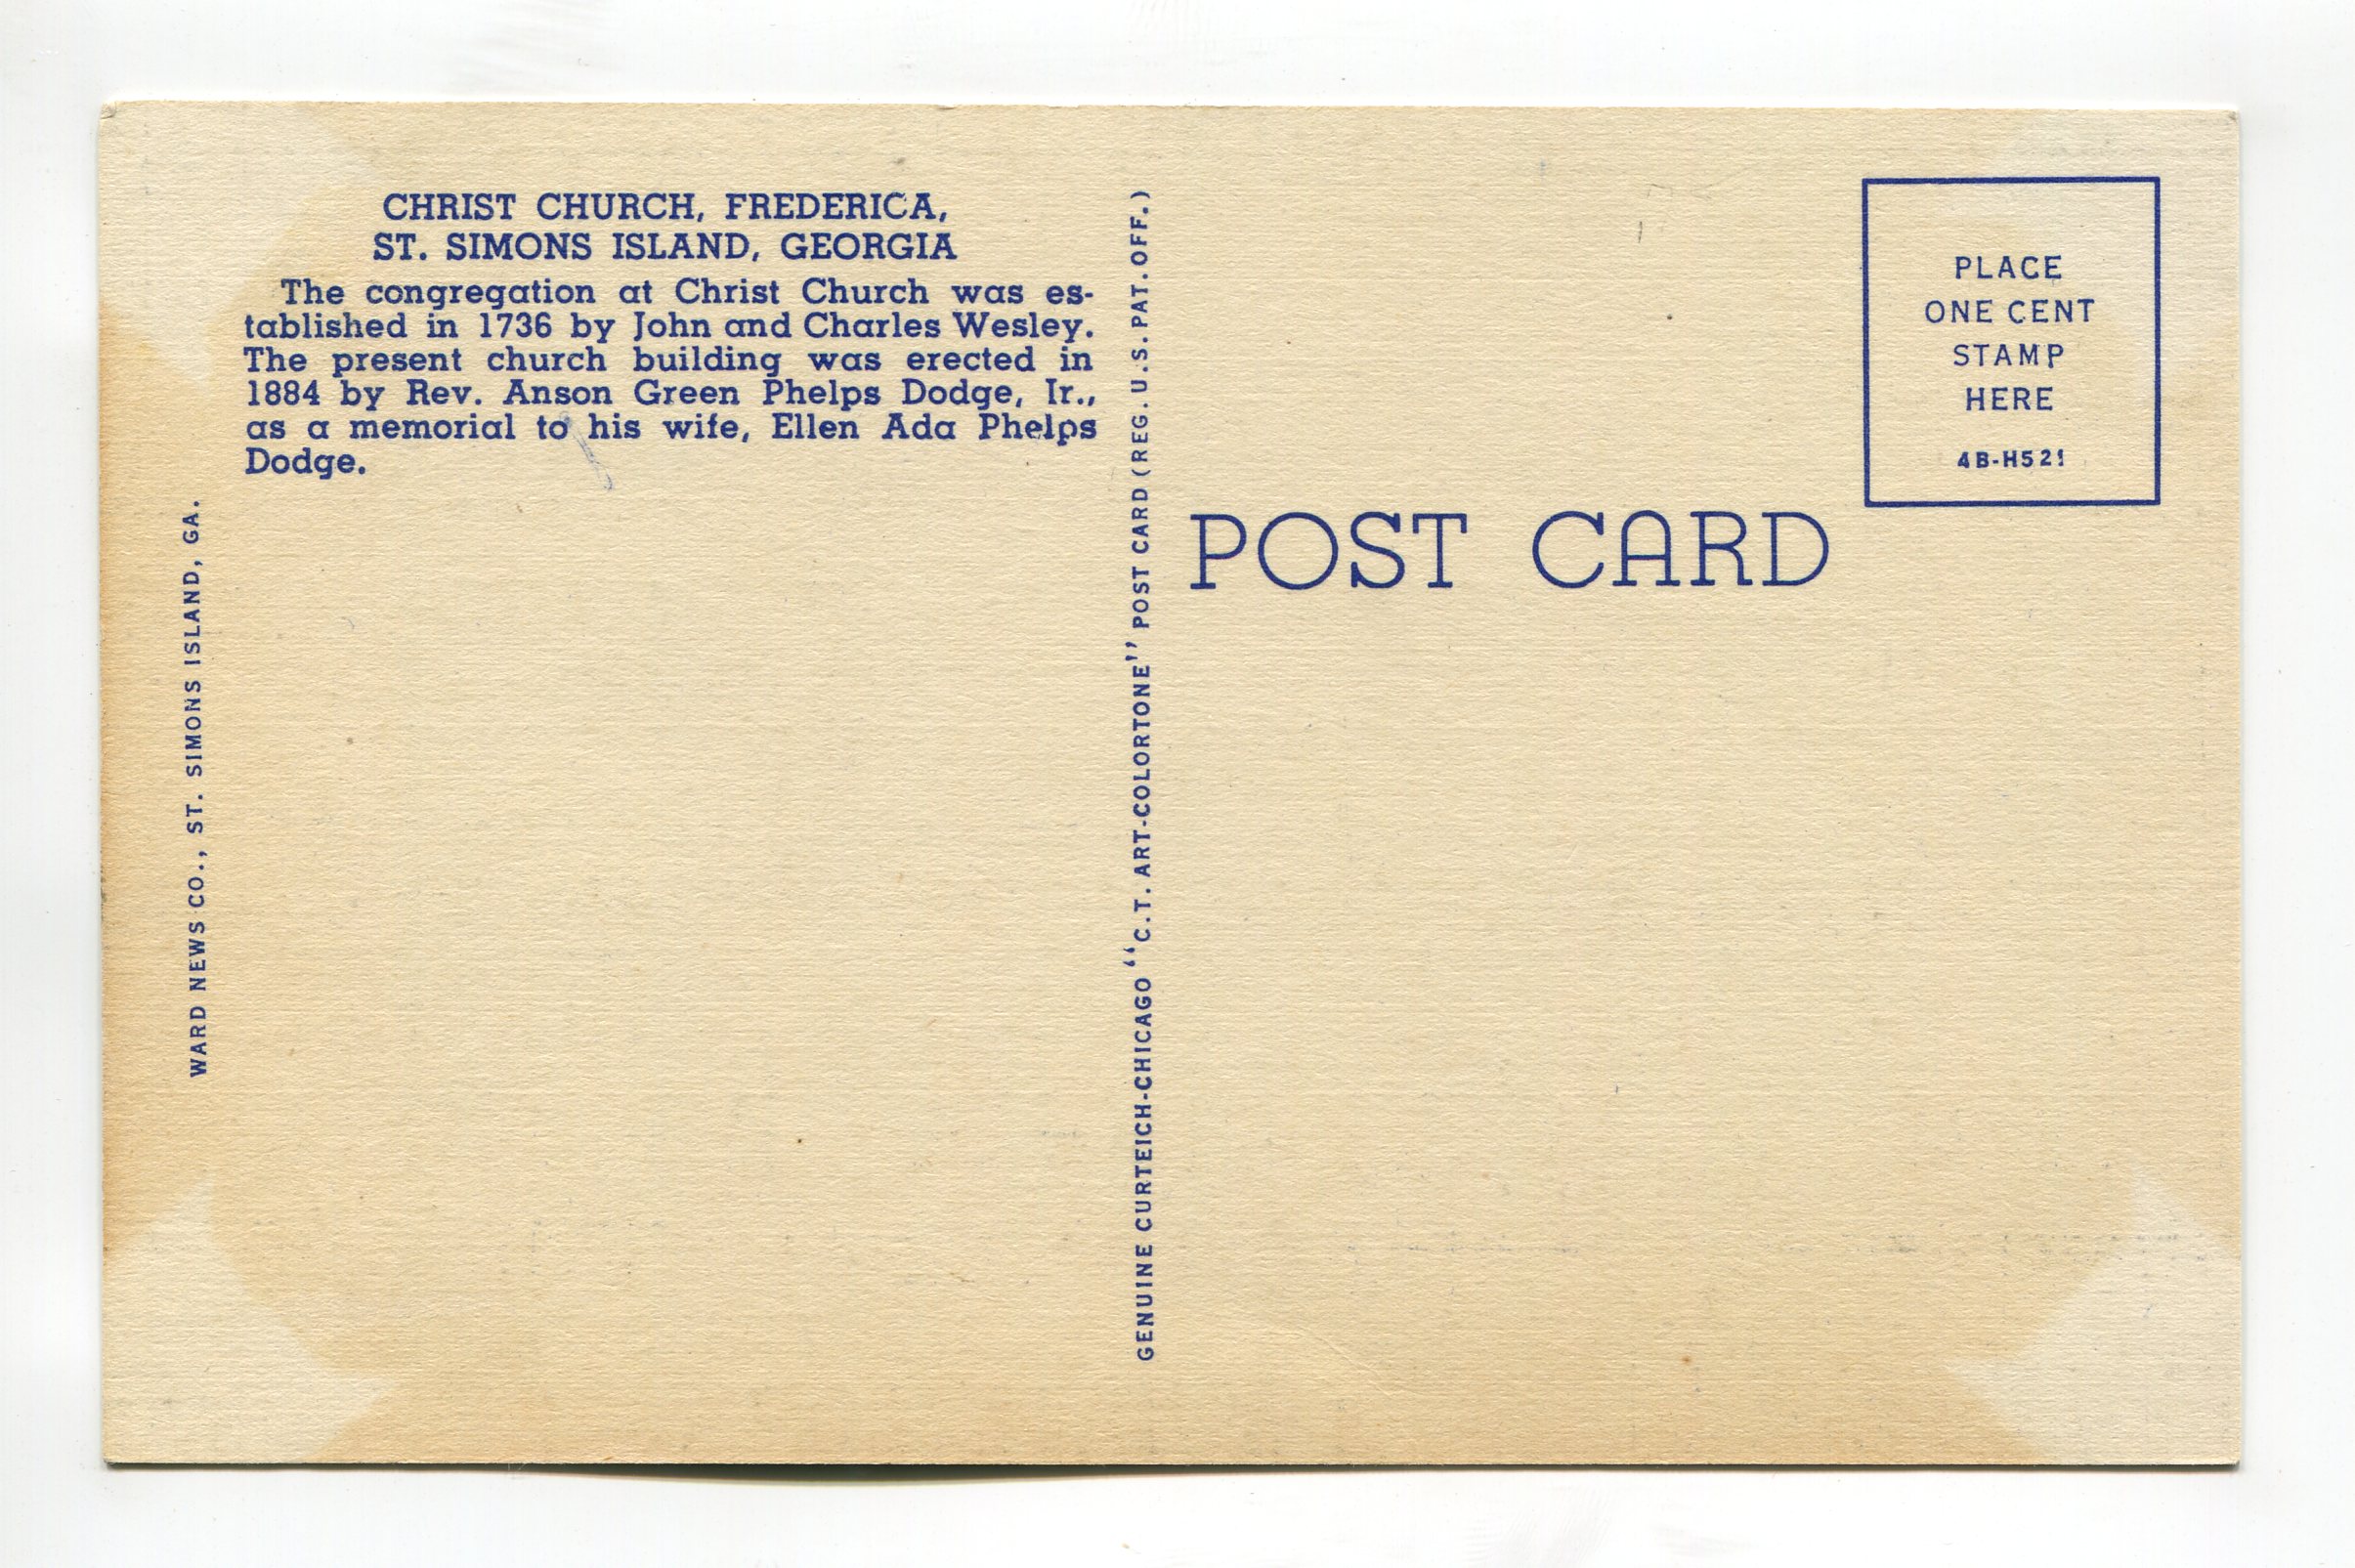 CHRIST CHURCH, FREDERICA,
ST. SIMONS ISLAND, GEORGIA
The congregation at Christ Church was es-
tablished in 1736 by John and Charles Wesley.
The present church building was erected in
1884 by Rev. Anson Green Phelps Dodge, Ir.,
as a memorial to his wife, Ellen Ada Phelps
Dodge.
WARD NEWS CO., ST. SIMONS ISLAND, GA.
GENUINE CURTEICH-CHICAGO "C.T. ART-COLORTONE" POST CARD (REG. U.S. PAT. OFF.)
POST CARD
PLACE
ONE CENT
STAMP
HERE
4B-H521